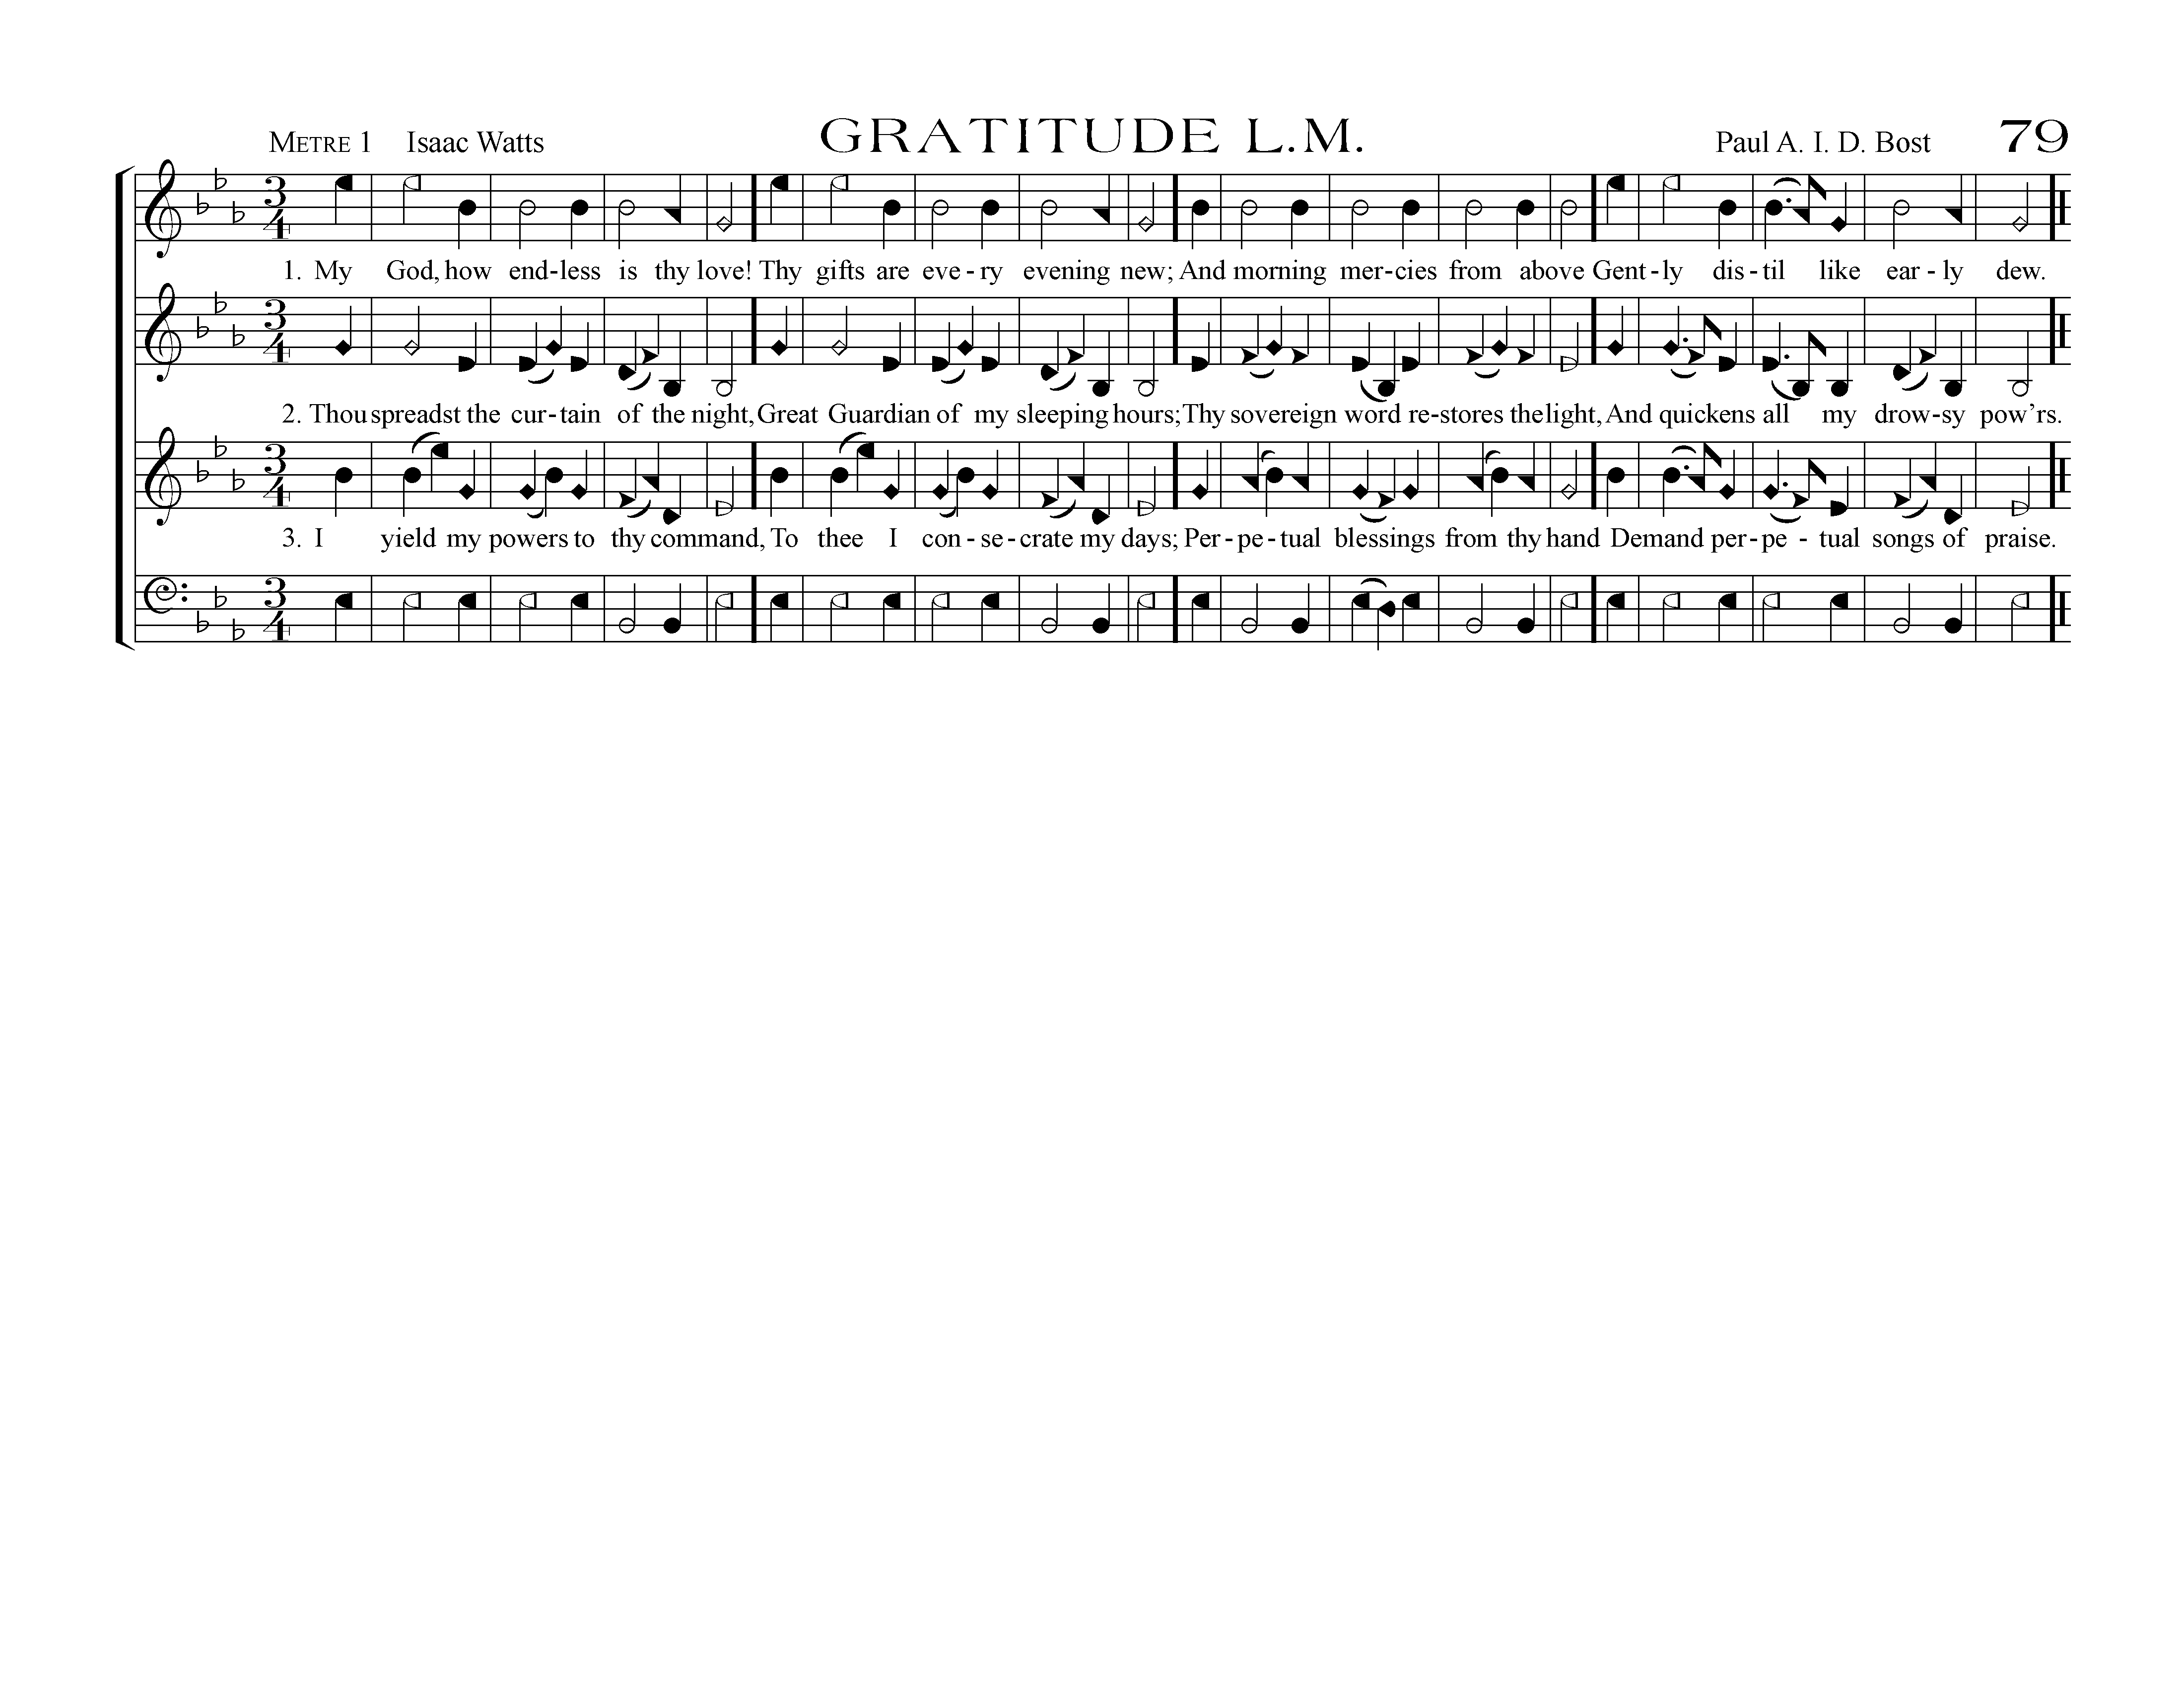 METRE 1 Isaac Watts GRATITUDE L.M. Paul A. I. D. Bost 79
1. My God, how end-less is thy love! Thy gifts are eve-ry evening new; And morning mer-cies from above Gent-ly dis-til like ear-ly dew.
2. Thou spreadst the cur-tain of the night, Great Guardian of my sleeping hours; Thy sovereign word re-stores the light, And quickens all my drow-sy pow'rs.
3. I yield my powers to thy command, To thee I con-se-crate my days; Per-pe-tual blessings from thy hand Demand per-pe-tual songs of praise.